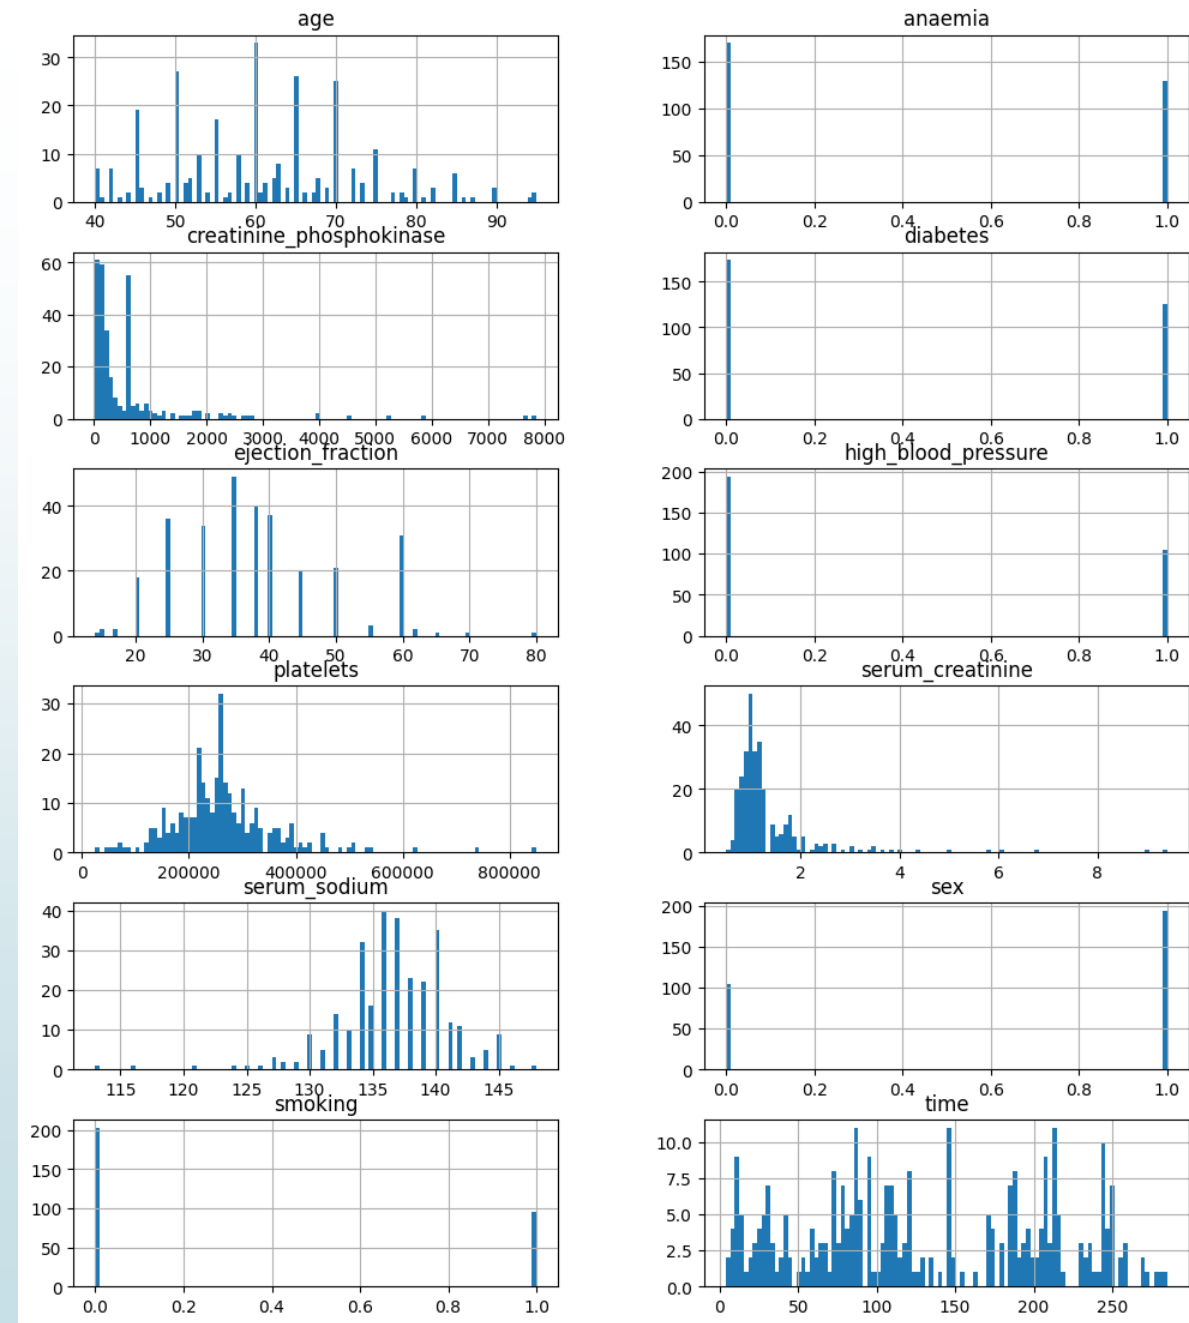 age
30
20
10
0
40 50 60 70 80 90
anaemia
150
100
50
0
0.0 0.2 0.4 0.6 0.8 1.0
creatinine_phosphokinase
60
40
20
0
0 1000 2000 3000 4000 5000 6000 7000 8000
diabetes
150
100
50
0
0.0 0.2 0.4 0.6 0.8 1.0
ejection_fraction
40
20
0
20 30 40 50 60 70 80
high_blood_pressure
200
150
100
50
0
0.0 0.2 0.4 0.6 0.8 1.0
platelets
30
20
10
0
0 200000 400000 600000 800000
serum_creatinine
40
20
0
2 4 6 8
serum_sodium
40
30
20
10
0
115 120 125 130 135 140 145
sex
200
150
100
50
0
0.0 0.2 0.4 0.6 0.8 1.0
smoking
200
150
100
50
0
0.0 0.2 0.4 0.6 0.8 1.0
time
10.0
7.5
5.0
2.5
0.0
0 50 100 150 200 250